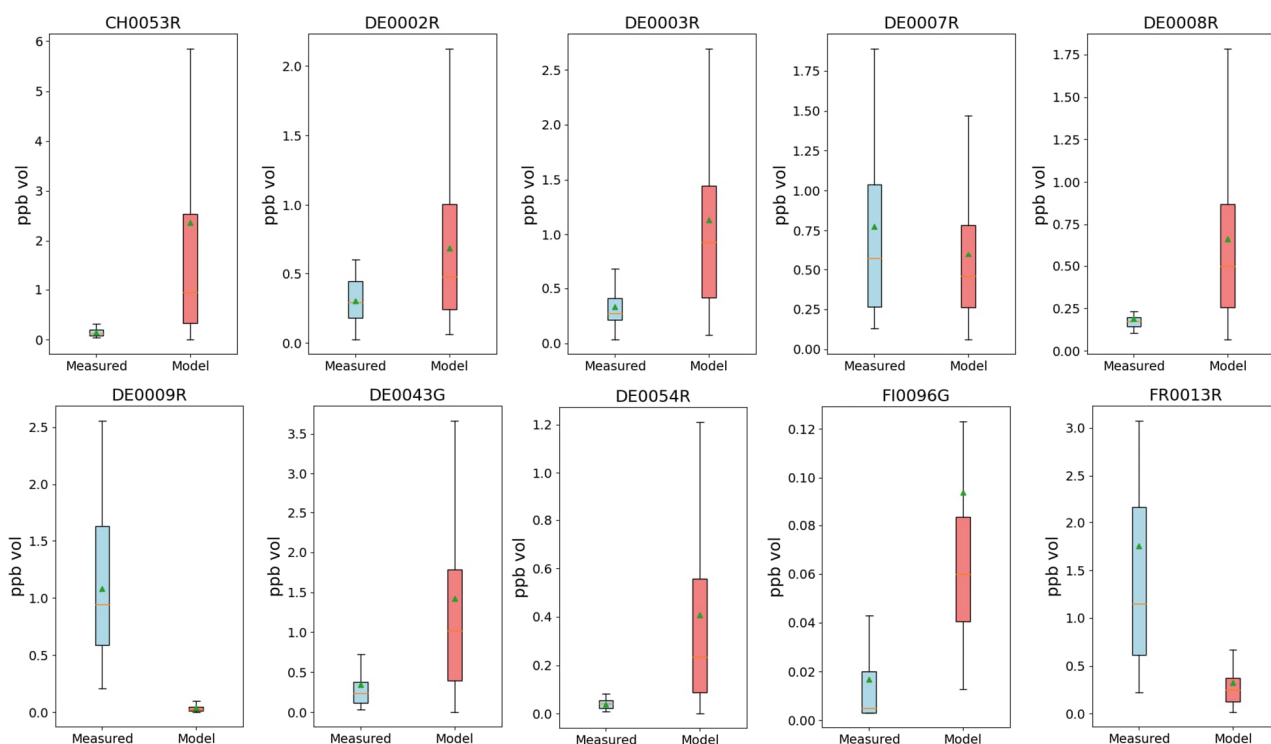 CH0053R
6
5
4
3
2
1
0
ppb vol
Measured
Model
DE0002R
2.0
1.5
1.0
0.5
0.0
ppb vol
Measured
Model
DE0003R
2.5
2.0
1.5
1.0
0.5
0.0
ppb vol
Measured
Model
DE0007R
1.75
1.50
1.25
1.00
0.75
0.50
0.25
0.00
ppb vol
Measured
Model
DE0008R
1.75
1.50
1.25
1.00
0.75
0.50
0.25
0.00
ppb vol
Measured
Model
DE0009R
2.5
2.0
1.5
1.0
0.5
0.0
ppb vol
Measured
Model
DE0043G
3.5
3.0
2.5
2.0
1.5
1.0
0.5
0.0
ppb vol
Measured
Model
DE0054R
1.2
1.0
0.8
0.6
0.4
0.2
0.0
ppb vol
Measured
Model
FI0096G
0.12
0.10
0.08
0.06
0.04
0.02
0.00
ppb vol
Measured
Model
FR0013R
3.0
2.5
2.0
1.5
1.0
0.5
0.0
ppb vol
Measured
Model